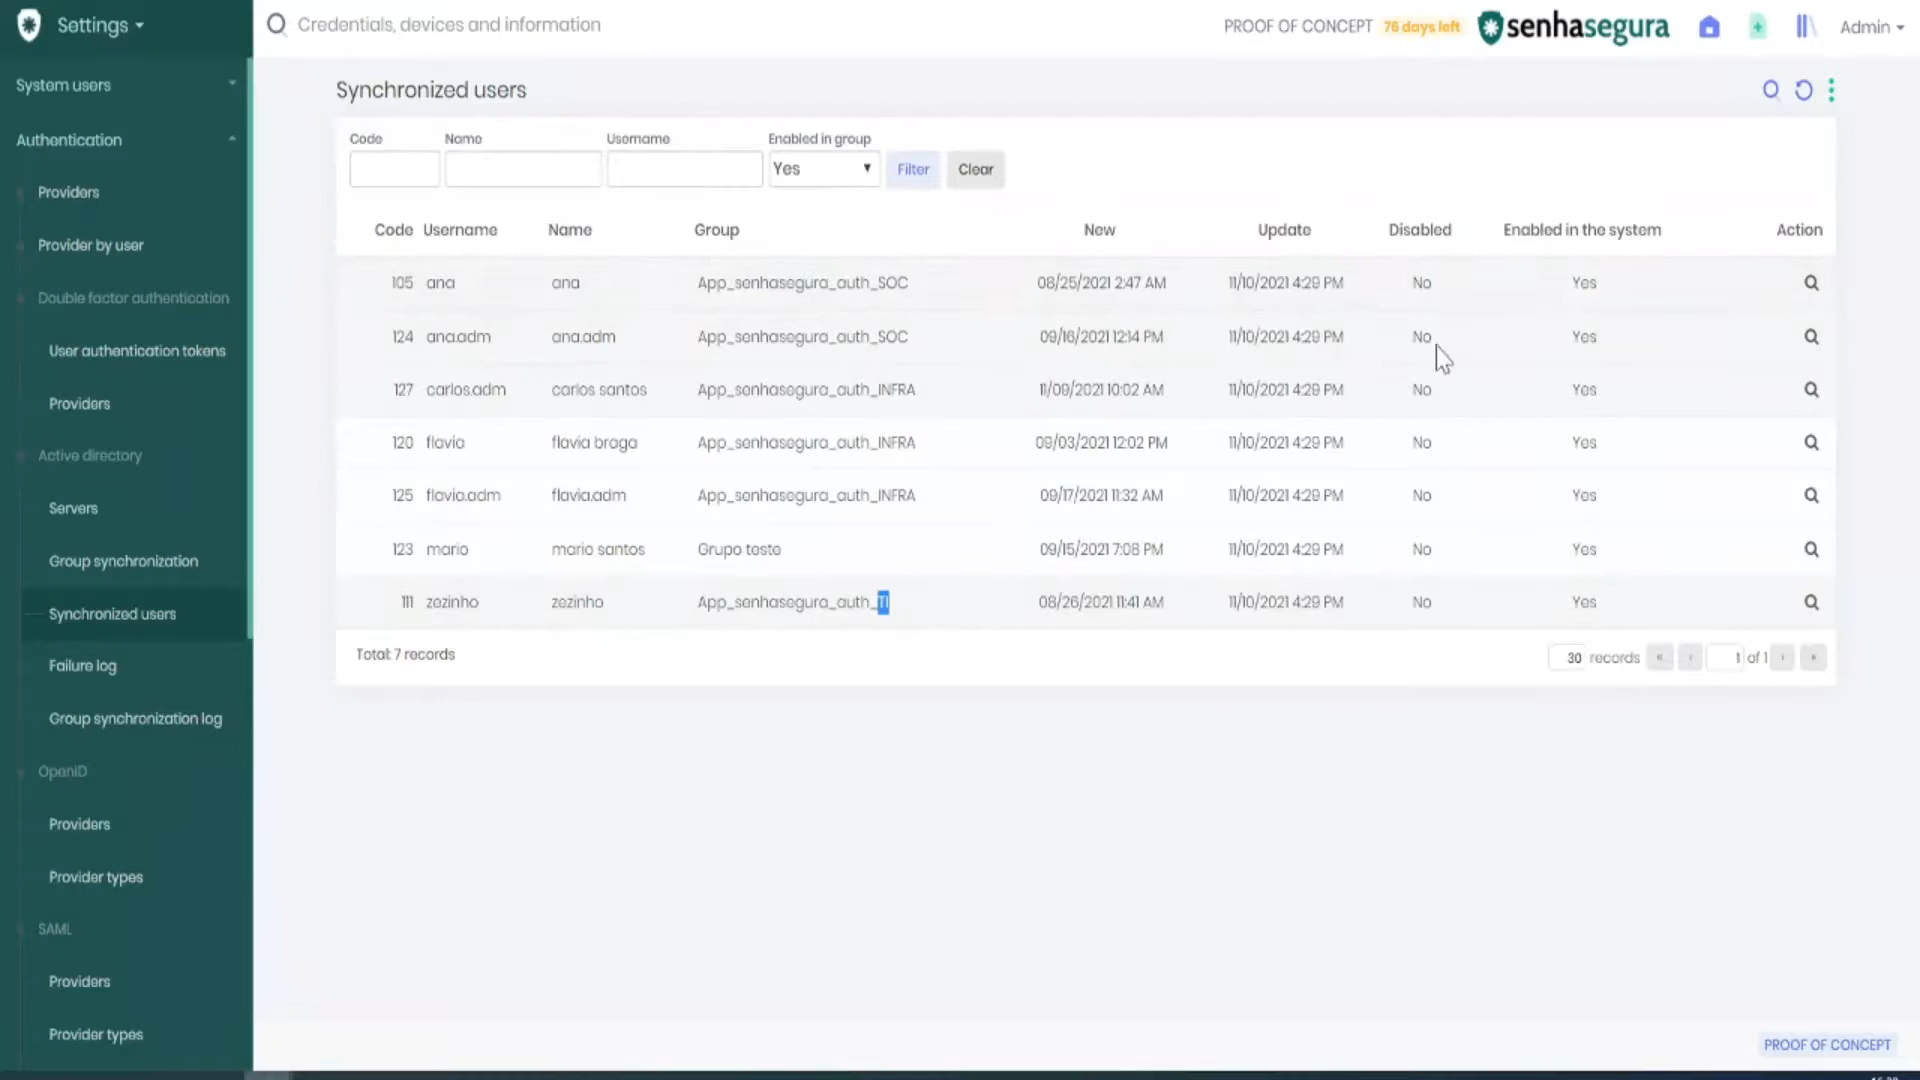 Settings
Credentials, devices and information
PROOF OF CONCEPT 76 days left
senhasegura
Admin
System users
Authentication
Providers
Provider by user
Double factor authentication
User authentication tokens
Providers
Active directory
Servers
Group synchronization
Synchronized users
Failure log
Group synchronization log
OpenID
Providers
Provider types
SAML
Providers
Provider types
Synchronized users
Code Name Username Enabled in group
Yes Filter Clear
Code Username Name Group New Update Disabled Enabled in the system Action
105 ana ana App_senhasegura_auth_SOC 08/25/2021 2:47 AM 11/10/2021 4:29 PM No Yes
124 ana.adm ana.adm App_senhasegura_auth_SOC 09/16/2021 12:14 PM 11/10/2021 4:29 PM No Yes
127 carlos.adm carlos santos App_senhasegura_auth_INFRA 11/09/2021 10:02 AM 11/10/2021 4:29 PM No Yes
120 flavia flavia braga App_senhasegura_auth_INFRA 09/03/2021 12:02 PM 11/10/2021 4:29 PM No Yes
125 flavia.adm flavia.adm App_senhasegura_auth_INFRA 09/17/2021 11:32 AM 11/10/2021 4:29 PM No Yes
123 mario mario santos Grupo teste 09/15/2021 7:08 PM 11/10/2021 4:29 PM No Yes
111 zezinho zezinho App_senhasegura_auth_TI 08/26/2021 11:41 AM 11/10/2021 4:29 PM No Yes
Total: 7 records
30 records « ‹ 1 of 1 › »
PROOF OF CONCEPT